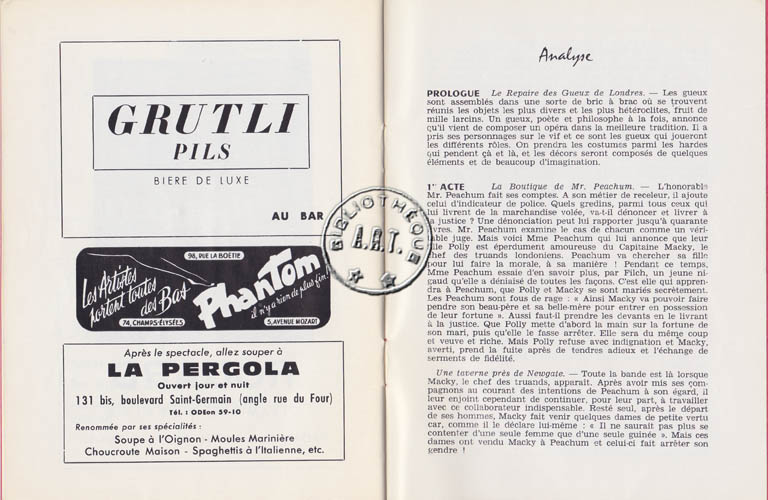 GRUTLI
PILS
BIERE DE LUXE
AU BAR
98, RUE LA BOËTIE
Les Artistes
portent toutes
des Bas
Phantom
il n'y a rien de plus fin!
74, CHAMPS-ÉLYSÉES
5, AVENUE MOZART
Après le spectacle, allez souper à
LA PERGOLA
Ouvert jour et nuit
131 bis, boulevard Saint-Germain (angle rue du Four)
Tél. : ODEon 59-10
Renommée par ses spécialités :
Soupe à l'Oignon - Moules Marinière
Choucroute Maison - Spaghettis à l'Italienne, etc.
BIBLIOTHÈQUE
A.R.T.
Analyse
PROLOGUE Le Repaire des Gueux de Londres. — Les gueux
sont assemblés dans une sorte de bric à brac où se trouvent
réunis les objets les plus divers et les plus hétéroclites, fruit de
mille larcins. Un gueux, poète et philosophe à la fois, annonce
qu'il vient de composer un opéra dans la meilleure tradition. Il a
pris ses personnages sur le vif et ce sont les gueux qui joueront
les différents rôles. On prendra les costumes parmi les hardes
qui pendent çà et là, et les décors seront composés de quelques
éléments et de beaucoup d'imagination.
1er ACTE La Boutique de Mr. Peachum. — L'honorable
Mr. Peachum fait ses comptes. A son métier de receleur, il ajoute
celui d'indicateur de police. Quels gredins, parmi tous ceux qui
lui livrent de la marchandise volée, va-t-il dénoncer et livrer à
la justice ? Une dénonciation peut lui rapporter jusqu'à quarante
livres. Mr. Peachum examine le cas de chacun comme un véri-
table juge. Mais voici Mme Peachum qui lui annonce que leur
fille Polly est éperdument amoureuse du Capitaine Macky, le
chef des truands londoniens. Peachum va chercher sa fille
pour lui faire la morale, à sa manière ! Pendant ce temps,
Mme Peachum essaie d'en savoir plus, par Filch, un jeune ni-
gaud qu'elle a déniaisé de toutes les façons. C'est elle qui appren-
dra à Peachum, que Polly et Macky se sont mariés secrètement.
Les Peachum sont fous de rage : « Ainsi Macky va pouvoir faire
pendre son beau-père et sa belle-mère pour entrer en possession
de leur fortune ». Aussi faut-il prendre les devants en le livrant
à la justice. Que Polly mette d'abord la main sur la fortune de
son mari, puis qu'elle le fasse arrêter. Elle sera du même coup
et veuve et riche. Mais Polly refuse avec indignation et Macky,
averti, prend la fuite après de tendres adieux et l'échange de
serments de fidélité.
Une taverne près de Newgate. — Toute la bande est là lorsque
Macky, le chef des truands, apparaît. Après avoir mis ses com-
pagnons au courant des intentions de Peachum à son égard, il
leur enjoint cependant de continuer, pour leur part, à travailler
avec ce collaborateur indispensable. Resté seul, après le départ
de ses hommes, Macky fait venir quelques dames de petite vertu
car, comme il le déclare lui-même : « Il ne saurait pas plus se
contenter d'une seule femme que d'une seule guinée ». Mais ces
dames ont vendu Macky à Peachum et celui-ci fait arrêter son
gendre !